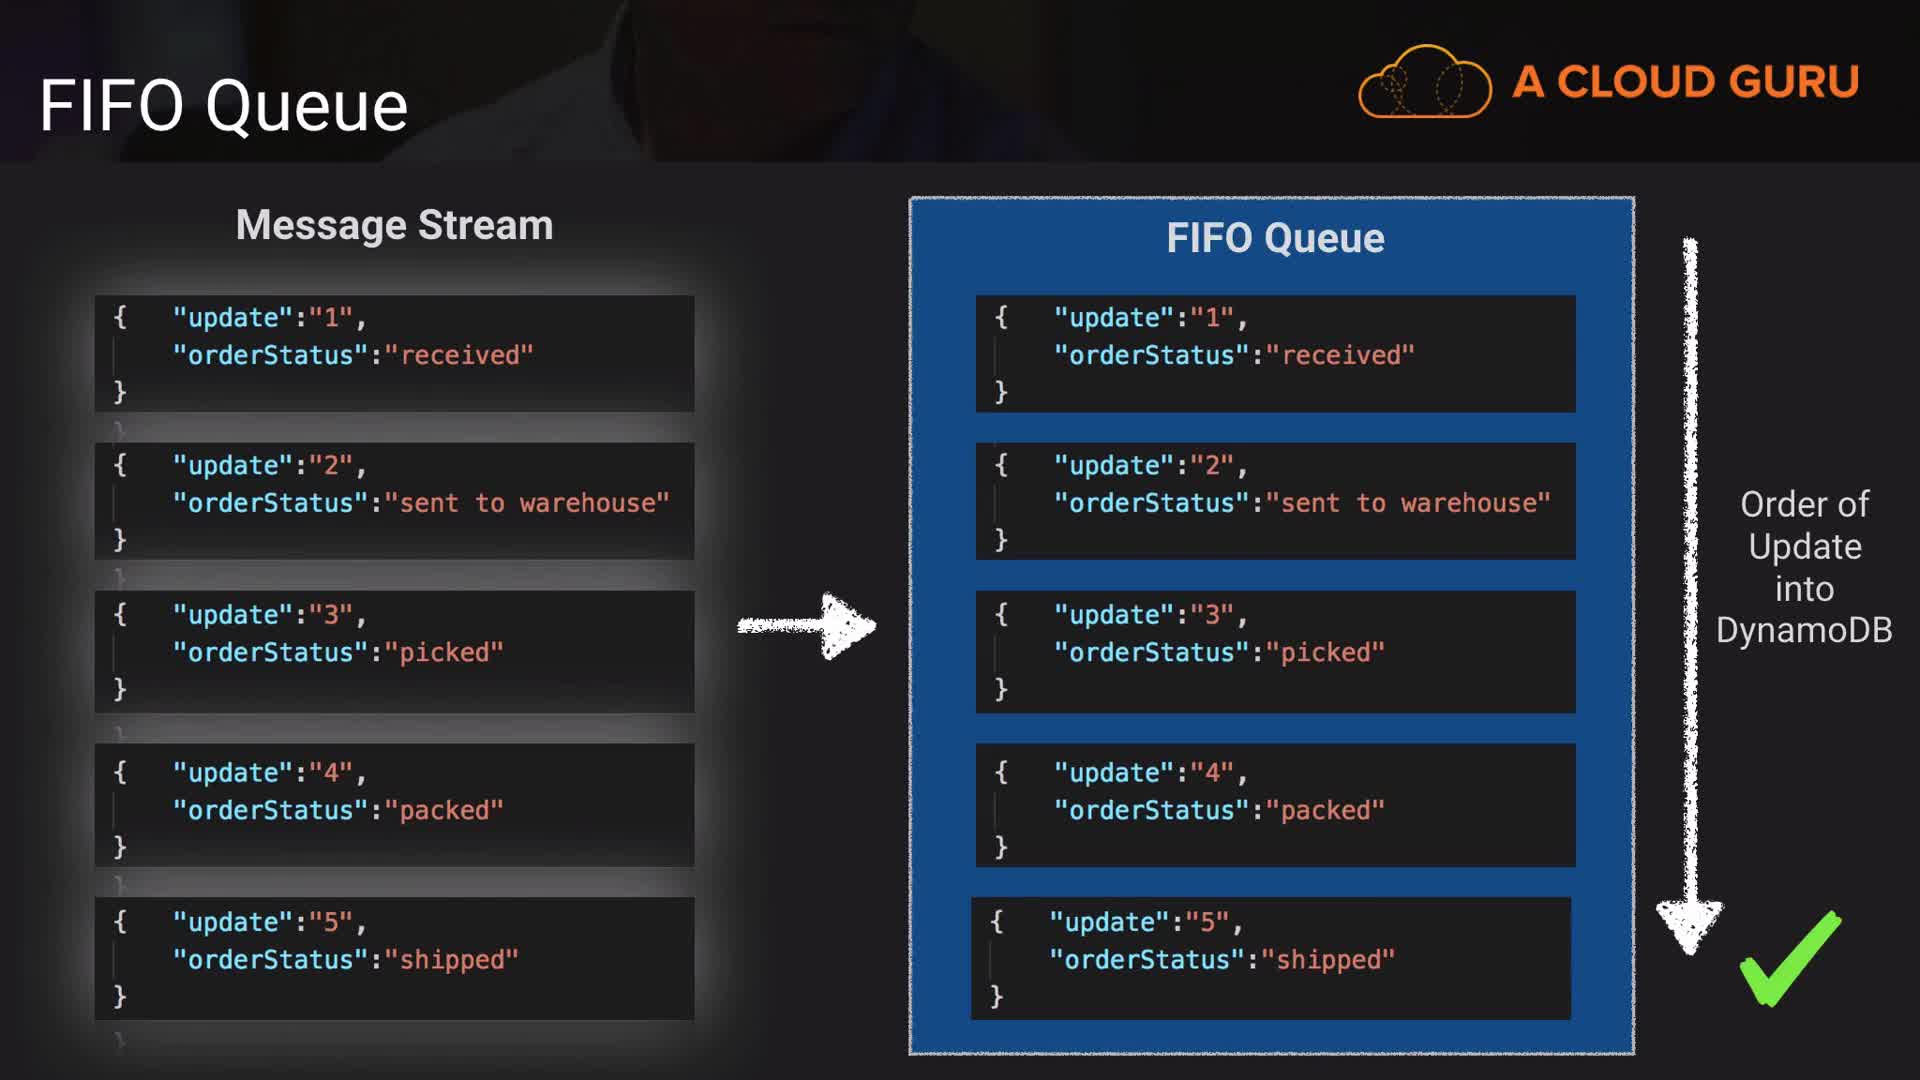 FIFO Queue
A CLOUD GURU
Message Stream
{ "update":"1",
"orderStatus":"received"
}
{ "update":"2",
"orderStatus":"sent to warehouse"
}
{ "update":"3",
"orderStatus":"picked"
}
{ "update":"4",
"orderStatus":"packed"
}
{ "update":"5",
"orderStatus":"shipped"
}
FIFO Queue
{ "update":"1",
"orderStatus":"received"
}
{ "update":"2",
"orderStatus":"sent to warehouse"
}
{ "update":"3",
"orderStatus":"picked"
}
{ "update":"4",
"orderStatus":"packed"
}
{ "update":"5",
"orderStatus":"shipped"
}
Order of
Update
into
DynamoDB